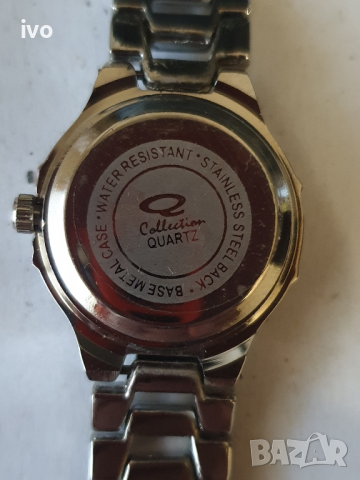 ivo
WATER RESISTANT • STAINLESS STEEL BACK • BASE METAL CASE •
Collection
QUARTZ
BAZAR